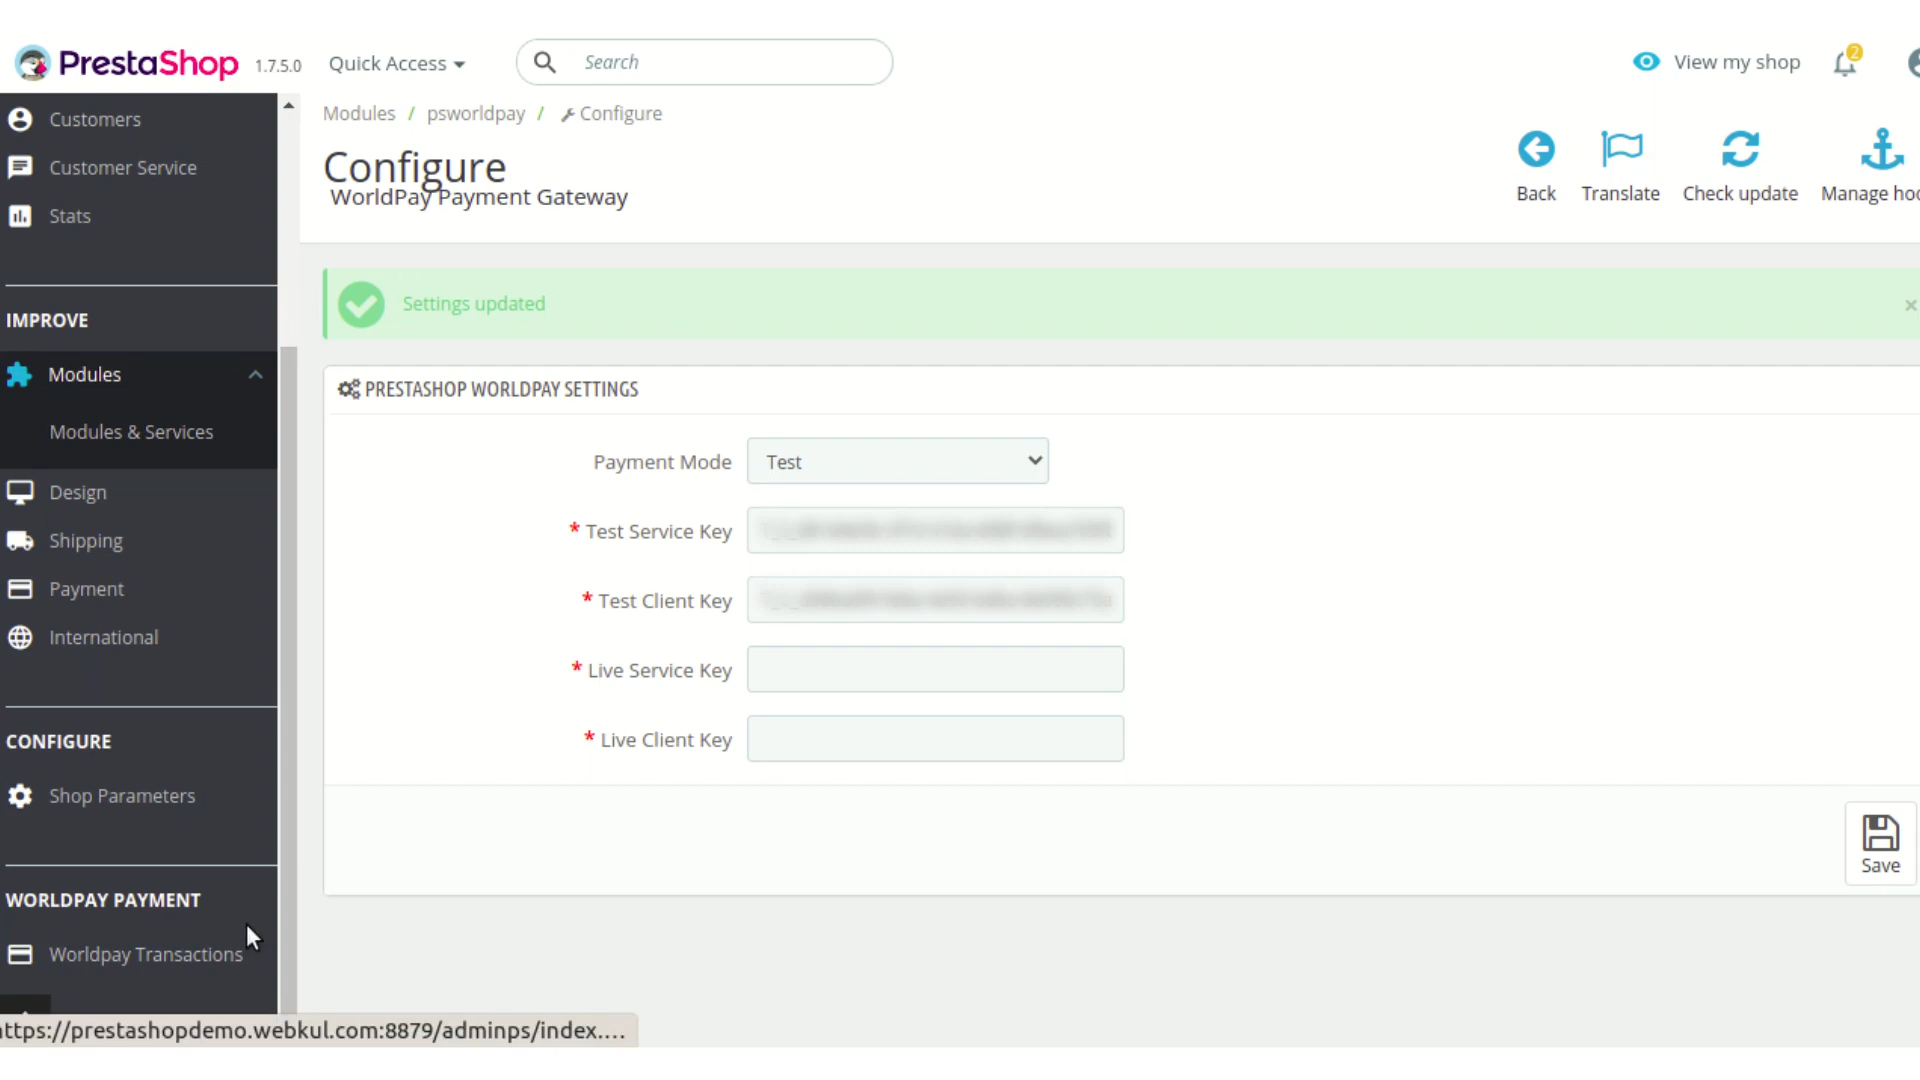 PrestaShop 1.7.5.0 Quick Access Search View my shop 2
Customers
Customer Service
Stats
IMPROVE
Modules
Modules & Services
Design
Shipping
Payment
International
CONFIGURE
Shop Parameters
WORLDPAY PAYMENT
Worldpay Transactions
Modules / psworldpay / Configure
Configure
WorldPay Payment Gateway
Back Translate Check update Manage hoo
Settings updated ×
PRESTASHOP WORLDPAY SETTINGS
Payment Mode Test
* Test Service Key
* Test Client Key
* Live Service Key
* Live Client Key
Save
ttps://prestashopdemo.webkul.com:8879/adminps/index....